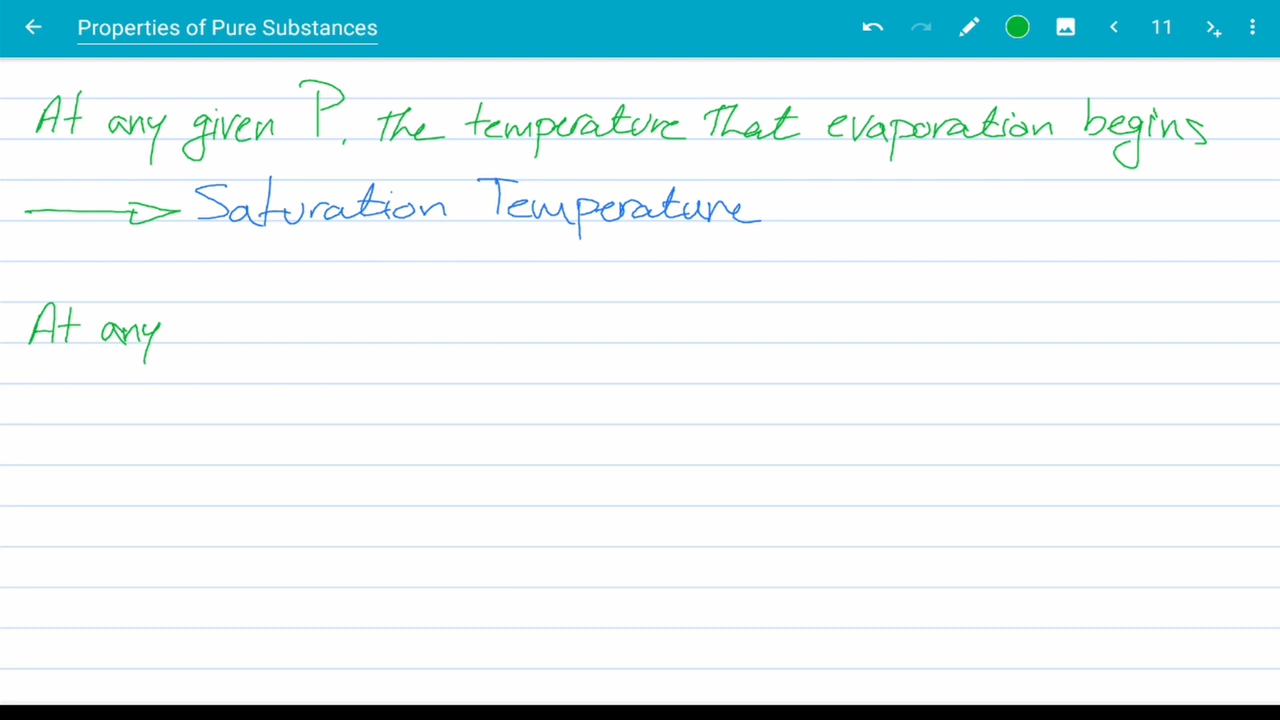 Properties of Pure Substances 11
At any given P, the temperature that evaporation begins
Saturation Temperature
At any